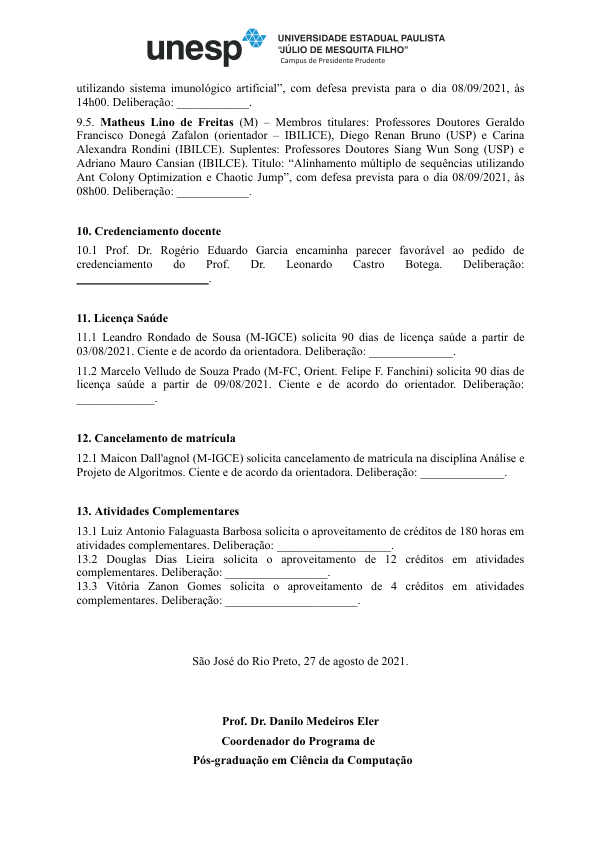 unesp
UNIVERSIDADE ESTADUAL PAULISTA
"JÚLIO DE MESQUITA FILHO"
Campus de Presidente Prudente
utilizando sistema imunológico artificial”, com defesa prevista para o dia 08/09/2021, às
14h00. Deliberação: _____________.
9.5. Matheus Lino de Freitas (M) – Membros titulares: Professores Doutores Geraldo
Francisco Donegá Zafalon (orientador – IBILICE), Diego Renan Bruno (USP) e Carina
Alexandra Rondini (IBILCE). Suplentes: Professores Doutores Siang Wun Song (USP) e
Adriano Mauro Cansian (IBILCE). Título: “Alinhamento múltiplo de sequências utilizando
Ant Colony Optimization e Chaotic Jump”, com defesa prevista para o dia 08/09/2021, às
08h00. Deliberação: _____________.
10. Credenciamento docente
10.1 Prof. Dr. Rogério Eduardo Garcia encaminha parecer favorável ao pedido de
credenciamento do Prof. Dr. Leonardo Castro Botega. Deliberação:
______________________.
11. Licença Saúde
11.1 Leandro Rondado de Sousa (M-IGCE) solicita 90 dias de licença saúde a partir de
03/08/2021. Ciente e de acordo da orientadora. Deliberação: _______________.
11.2 Marcelo Velludo de Souza Prado (M-FC, Orient. Felipe F. Fanchini) solicita 90 dias de
licença saúde a partir de 09/08/2021. Ciente e de acordo do orientador. Deliberação:
______________.
12. Cancelamento de matrícula
12.1 Maicon Dall'agnol (M-IGCE) solicita cancelamento de matrícula na disciplina Análise e
Projeto de Algoritmos. Ciente e de acordo da orientadora. Deliberação: _______________.
13. Atividades Complementares
13.1 Luiz Antonio Falaguasta Barbosa solicita o aproveitamento de créditos de 180 horas em
atividades complementares. Deliberação: ____________________.
13.2 Douglas Dias Lieira solicita o aproveitamento de 12 créditos em atividades
complementares. Deliberação: __________________.
13.3 Vitória Zanon Gomes solicita o aproveitamento de 4 créditos em atividades
complementares. Deliberação: _______________________.
São José do Rio Preto, 27 de agosto de 2021.
Prof. Dr. Danilo Medeiros Eler
Coordenador do Programa de
Pós-graduação em Ciência da Computação